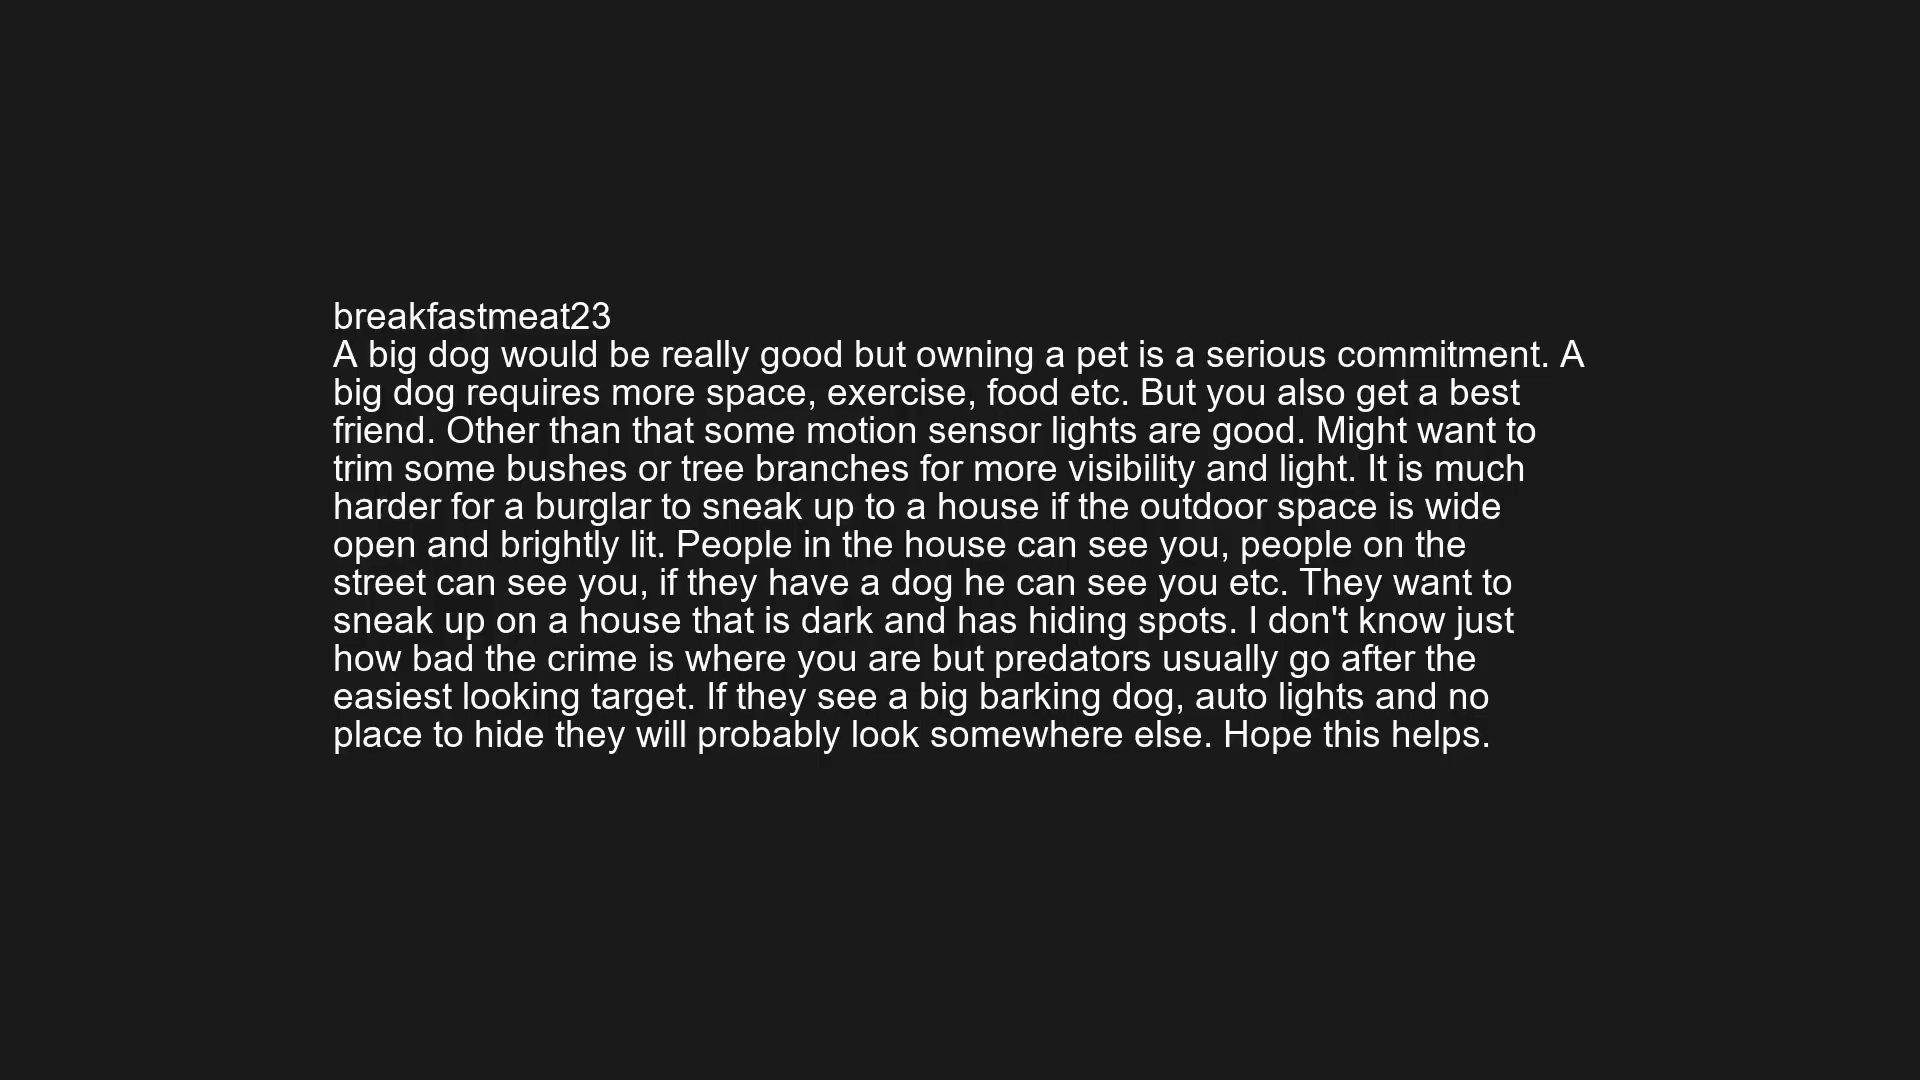 breakfastmeat23
A big dog would be really good but owning a pet is a serious commitment. A
big dog requires more space, exercise, food etc. But you also get a best
friend. Other than that some motion sensor lights are good. Might want to
trim some bushes or tree branches for more visibility and light. It is much
harder for a burglar to sneak up to a house if the outdoor space is wide
open and brightly lit. People in the house can see you, people on the
street can see you, if they have a dog he can see you etc. They want to
sneak up on a house that is dark and has hiding spots. I don't know just
how bad the crime is where you are but predators usually go after the
easiest looking target. If they see a big barking dog, auto lights and no
place to hide they will probably look somewhere else. Hope this helps.